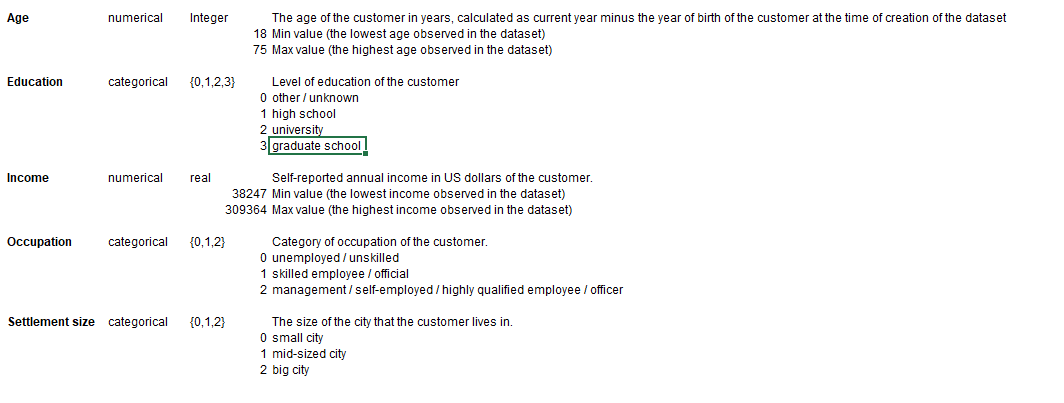 Age numerical Integer The age of the customer in years, calculated as current year minus the year of birth of the customer at the time of creation of the dataset
18 Min value (the lowest age observed in the dataset)
75 Max value (the highest age observed in the dataset)
Education categorical {0,1,2,3} Level of education of the customer
0 other / unknown
1 high school
2 university
3 graduate school
Income numerical real Self-reported annual income in US dollars of the customer.
38247 Min value (the lowest income observed in the dataset)
309364 Max value (the highest income observed in the dataset)
Occupation categorical {0,1,2} Category of occupation of the customer.
0 unemployed / unskilled
1 skilled employee / official
2 management / self-employed / highly qualified employee / officer
Settlement size categorical {0,1,2} The size of the city that the customer lives in.
0 small city
1 mid-sized city
2 big city